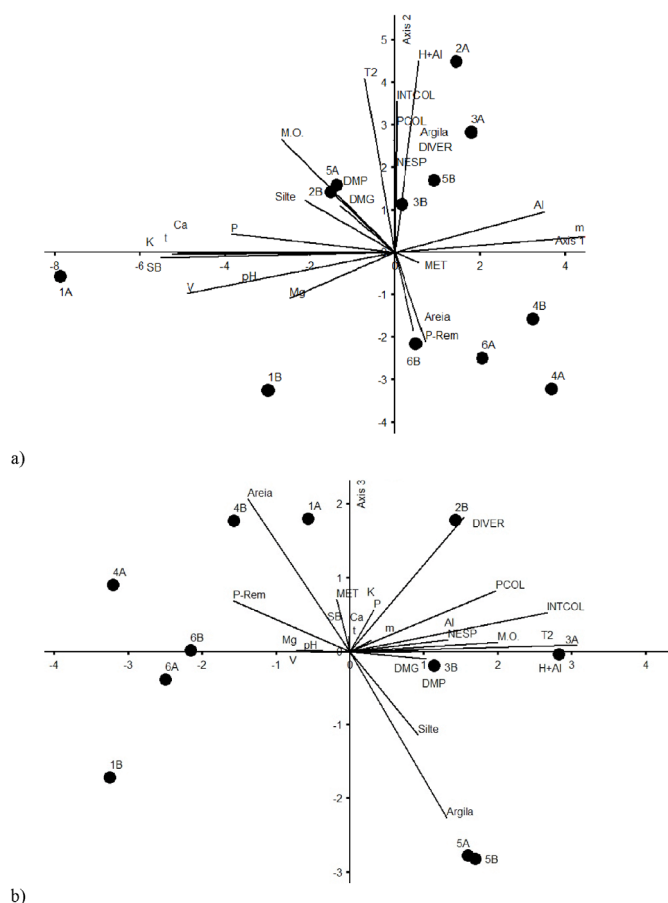 Axis 2
5
2A
H+Al
T2
4
INTCOL
3
PCOL
3A
Argila
M.O.
DIVER
2
NESP
5A
DMP
5B
2B
DMG
3B
Silte
1
Al
Ca
P
m
K
t
Axis 1
-8
-6
-4
-2
0
2
4
SB
MET
pH
1A
V
Mg
-1
Areia
4B
-2
P-Rem
6B
6A
4A
1B
-3
-4
a)
Areia
2
Axis 3
4B
1A
2B
DIVER
4A
1
PCOL
P-Rem
MET
K
P
INTCOL
SB
Ca
Al
6B
t
m
NESP
T2
Mg
M.O.
3A
pH
-4
-3
-2
-1
0
1
2
3
V
DMG
3B
H+Al
6A
DMP
-1
Silte
1B
-2
Argila
5A
5B
-3
b)